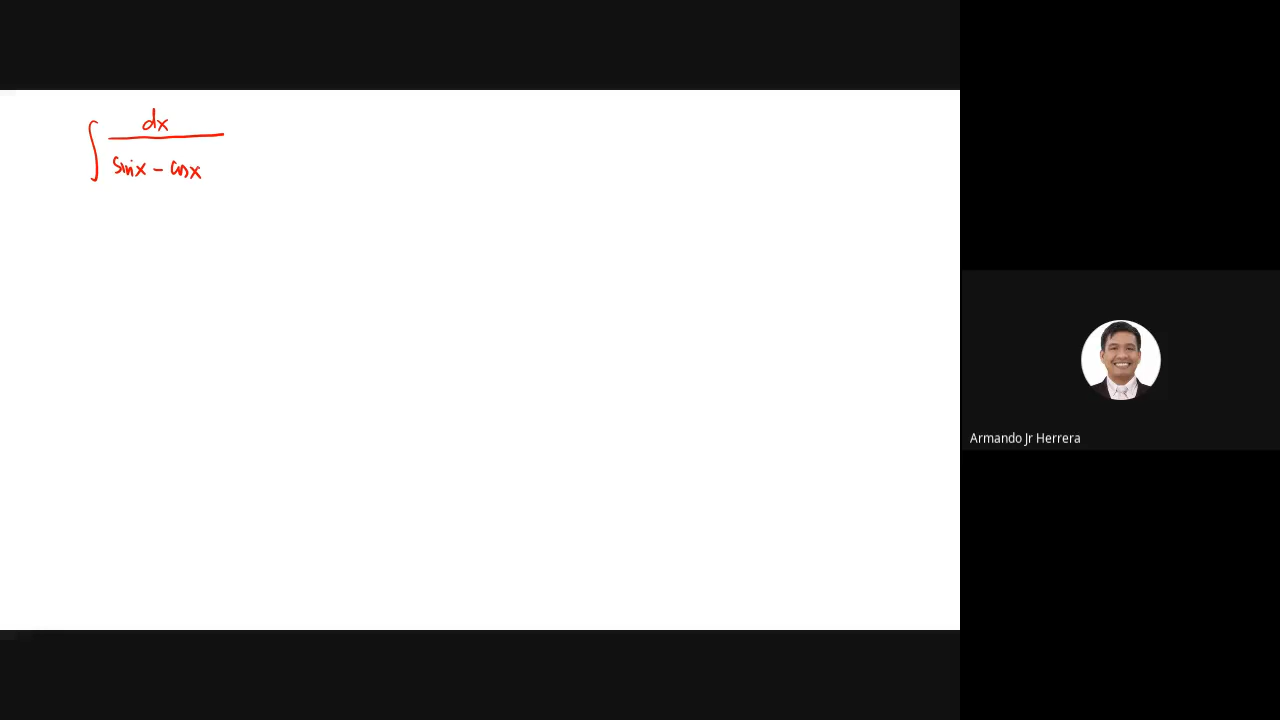 ∫ dx
sinx - cosx
Armando Jr Herrera